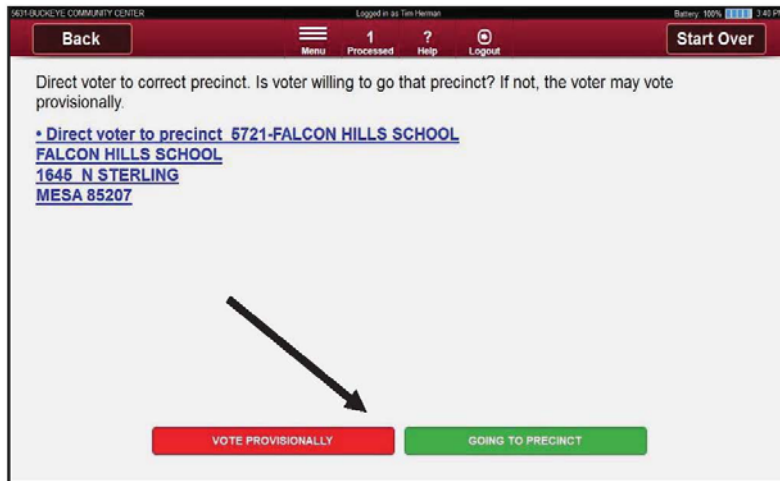 5631-BUCKEYE COMMUNITY CENTER Logged in as Tim Herman Battery: 100% 3:40 PM
Back Menu 1 Processed ? Help Logout Start Over
Direct voter to correct precinct. Is voter willing to go that precinct? If not, the voter may vote
provisionally.
• Direct voter to precinct 5721-FALCON HILLS SCHOOL
FALCON HILLS SCHOOL
1645 N STERLING
MESA 85207
VOTE PROVISIONALLY GOING TO PRECINCT